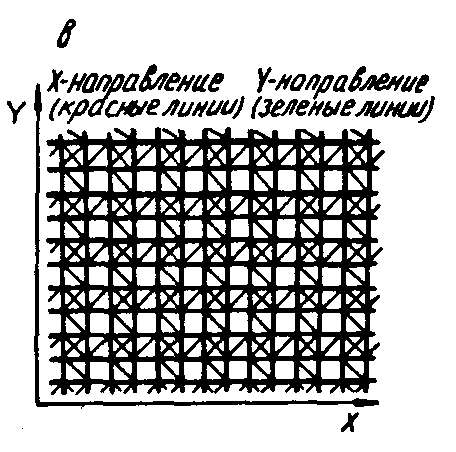 в
X-направление Y-направление
(красные линии) (зеленые линии)
Y
X